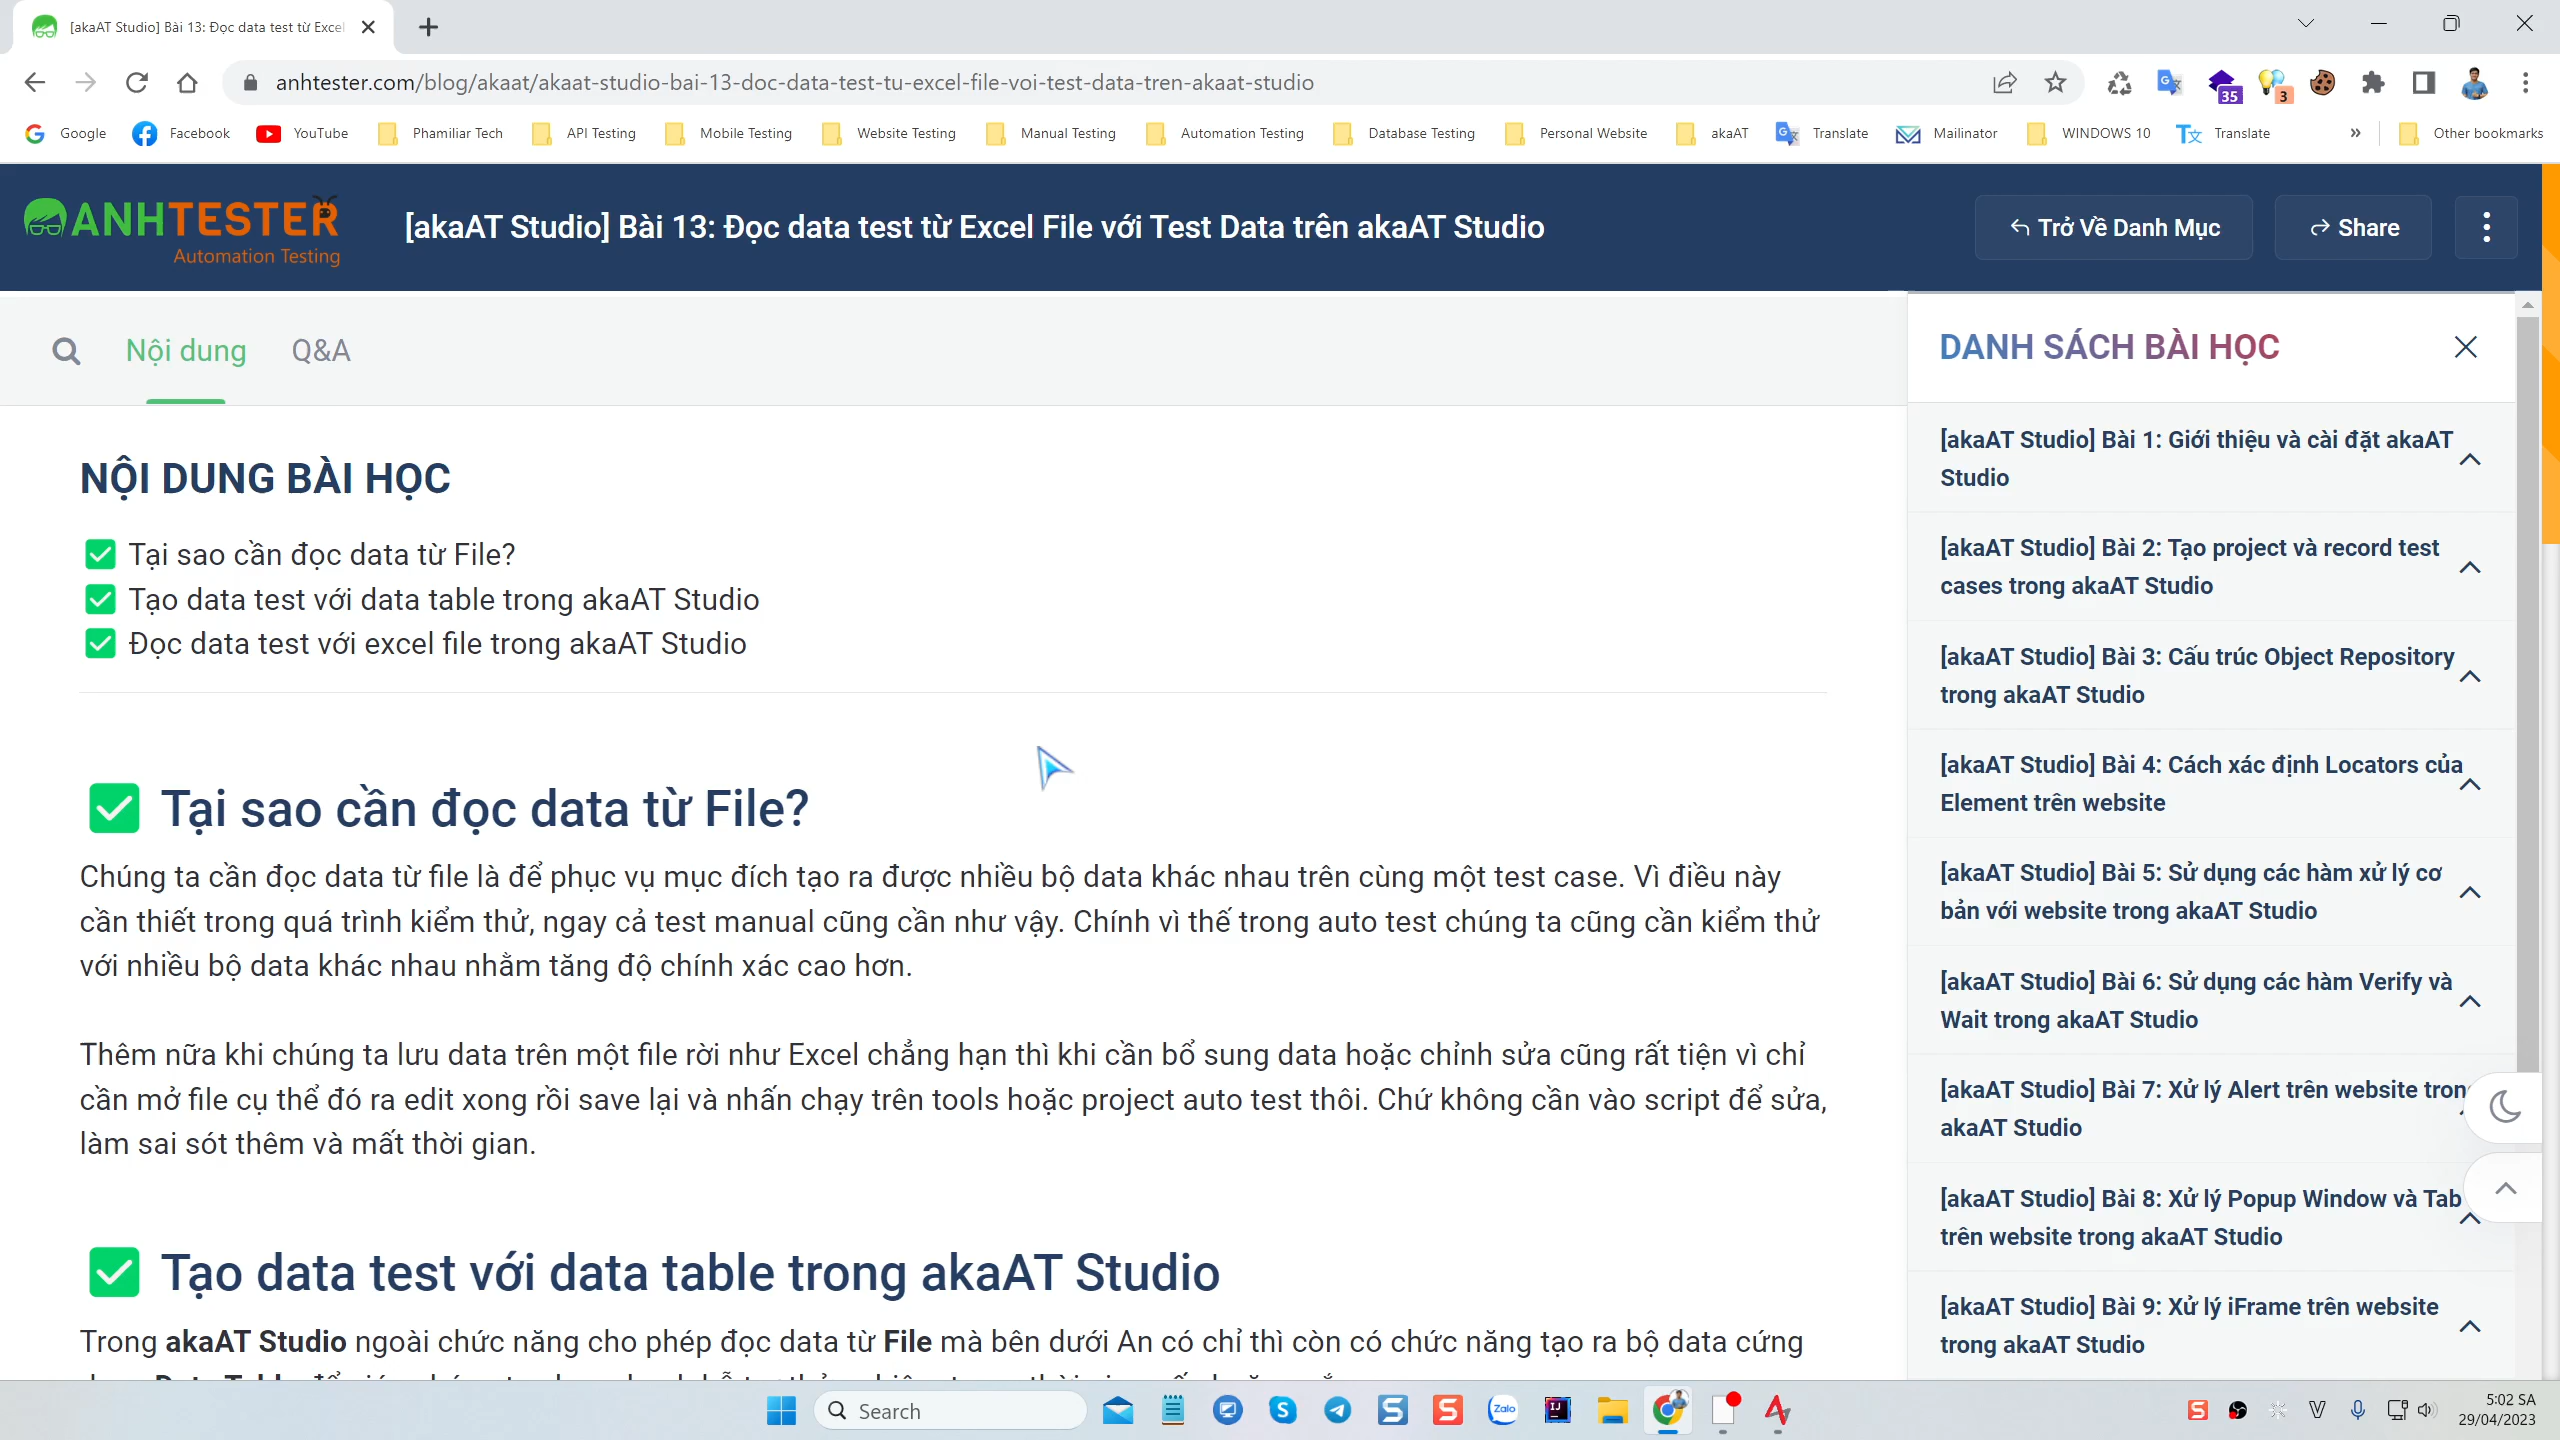 [akaAT Studio] Bài 13: Đọc data test từ Excel
anhtester.com/blog/akaat/akaat-studio-bai-13-doc-data-test-tu-excel-file-voi-test-data-tren-akaat-studio
35
3
Google
Facebook
YouTube
Phamiliar Tech
API Testing
Mobile Testing
Website Testing
Manual Testing
Automation Testing
Database Testing
Personal Website
akaAT
Translate
Mailinator
WINDOWS 10
Translate
»
Other bookmarks
ANHTESTER
Automation Testing
[akaAT Studio] Bài 13: Đọc data test từ Excel File với Test Data trên akaAT Studio
Trở Về Danh Mục
Share
Nội dung
Q&A
NỘI DUNG BÀI HỌC
✅ Tại sao cần đọc data từ File?
✅ Tạo data test với data table trong akaAT Studio
✅ Đọc data test với excel file trong akaAT Studio
✅ Tại sao cần đọc data từ File?
Chúng ta cần đọc data từ file là để phục vụ mục đích tạo ra được nhiều bộ data khác nhau trên cùng một test case. Vì điều này
cần thiết trong quá trình kiểm thử, ngay cả test manual cũng cần như vậy. Chính vì thế trong auto test chúng ta cũng cần kiểm thử
với nhiều bộ data khác nhau nhằm tăng độ chính xác cao hơn.
Thêm nữa khi chúng ta lưu data trên một file rời như Excel chẳng hạn thì khi cần bổ sung data hoặc chỉnh sửa cũng rất tiện vì chỉ
cần mở file cụ thể đó ra edit xong rồi save lại và nhấn chạy trên tools hoặc project auto test thôi. Chứ không cần vào script để sửa,
làm sai sót thêm và mất thời gian.
✅ Tạo data test với data table trong akaAT Studio
Trong akaAT Studio ngoài chức năng cho phép đọc data từ File mà bên dưới An có chỉ thì còn có chức năng tạo ra bộ data cứng
DANH SÁCH BÀI HỌC
[akaAT Studio] Bài 1: Giới thiệu và cài đặt akaAT
Studio
[akaAT Studio] Bài 2: Tạo project và record test
cases trong akaAT Studio
[akaAT Studio] Bài 3: Cấu trúc Object Repository
trong akaAT Studio
[akaAT Studio] Bài 4: Cách xác định Locators của
Element trên website
[akaAT Studio] Bài 5: Sử dụng các hàm xử lý cơ
bản với website trong akaAT Studio
[akaAT Studio] Bài 6: Sử dụng các hàm Verify và
Wait trong akaAT Studio
[akaAT Studio] Bài 7: Xử lý Alert trên website tron
akaAT Studio
[akaAT Studio] Bài 8: Xử lý Popup Window và Tab
trên website trong akaAT Studio
[akaAT Studio] Bài 9: Xử lý iFrame trên website
trong akaAT Studio
Search
Zalo
5:02 SA
29/04/2023